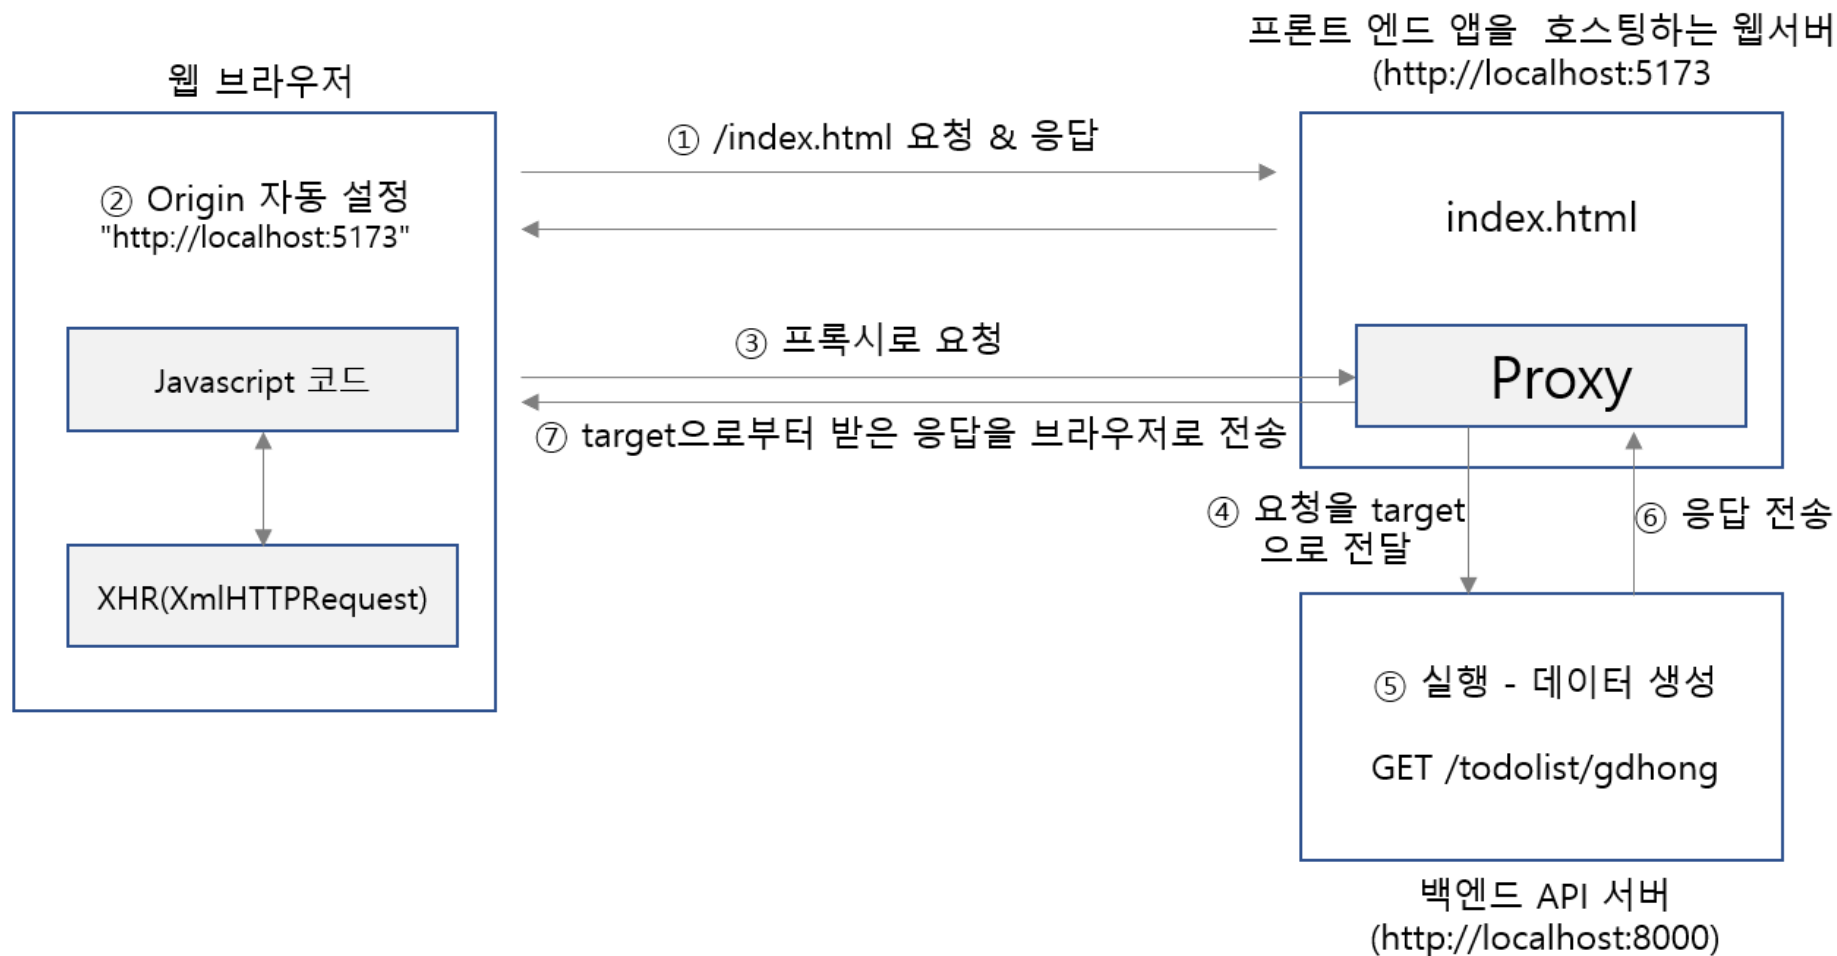 프론트 엔드 앱을 호스팅하는 웹서버
(http://localhost:5173
웹 브라우저
① /index.html 요청 & 응답
② Origin 자동 설정
"http://localhost:5173"
index.html
③ 프록시로 요청
Javascript 코드
Proxy
⑦ target으로부터 받은 응답을 브라우저로 전송
④ 요청을 target
으로 전달
⑥ 응답 전송
XHR(XmlHTTPRequest)
⑤ 실행 - 데이터 생성
GET /todolist/gdhong
백엔드 API 서버
(http://localhost:8000)